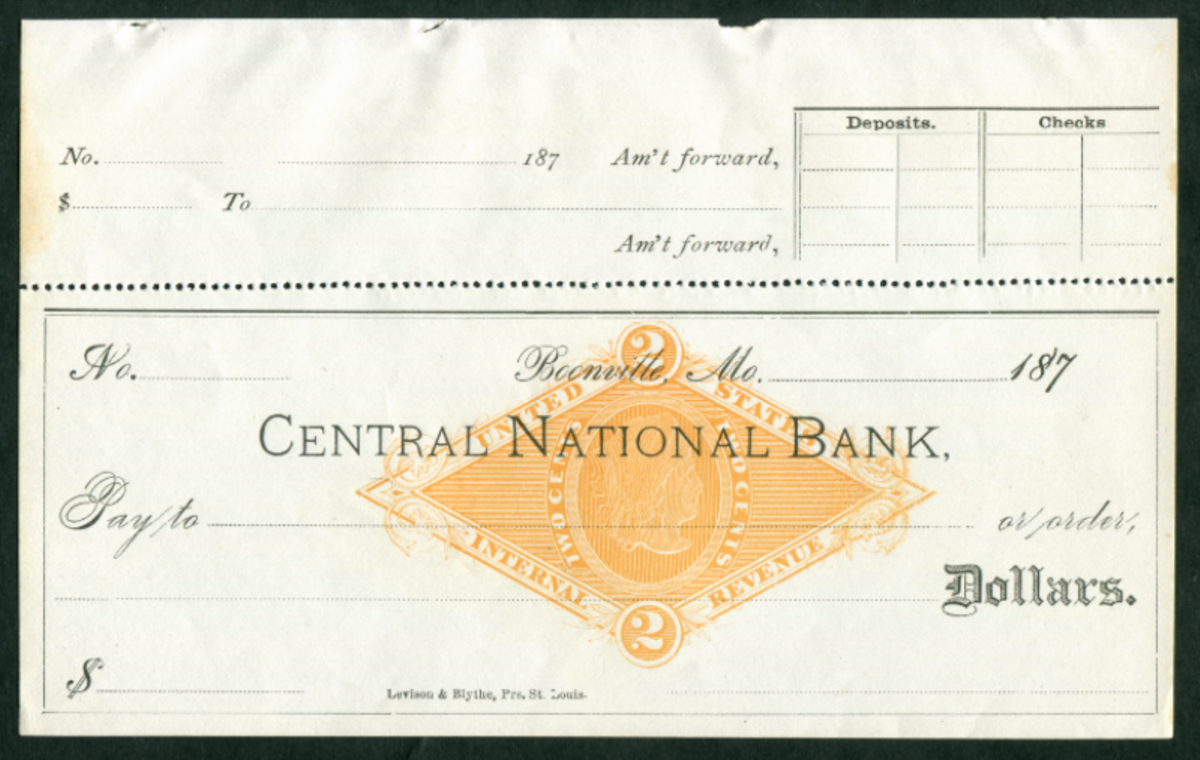 Deposits. Checks
No. 187 Am't forward,
$ To
Am't forward,
No. Boonville, Mo. 187
2
UNITED STATES
CENTRAL NATIONAL BANK,
TWO CENTS TWO CENTS
Pay to or order,
INTERNAL REVENUE
Dollars.
2
$ Levison & Blythe, Prs. St. Louis.